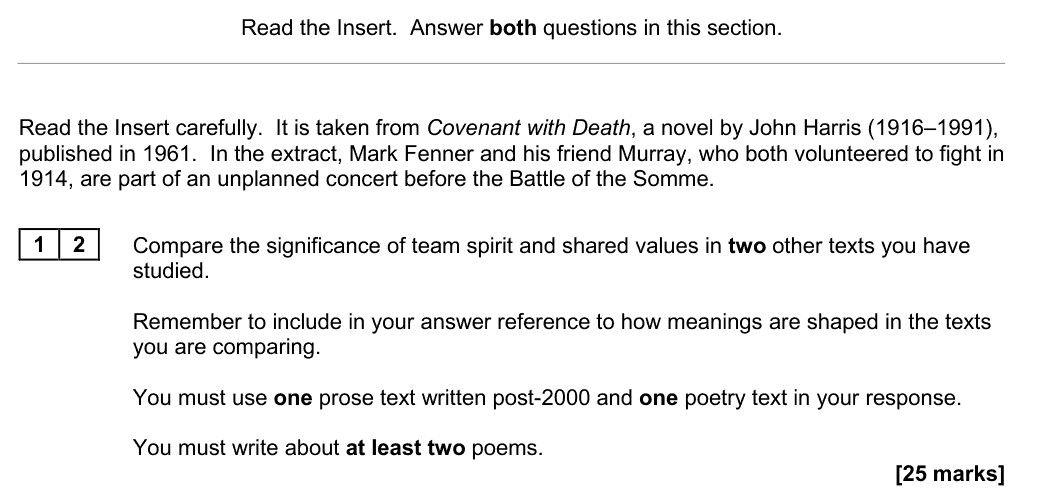 Read the Insert.  Answer both questions in this section.
Read the Insert carefully.  It is taken from Covenant with Death, a novel by John Harris (1916–1991),
published in 1961.  In the extract, Mark Fenner and his friend Murray, who both volunteered to fight in
1914, are part of an unplanned concert before the Battle of the Somme.
1 2 Compare the significance of team spirit and shared values in two other texts you have
studied.
Remember to include in your answer reference to how meanings are shaped in the texts
you are comparing.
You must use one prose text written post-2000 and one poetry text in your response.
You must write about at least two poems.
[25 marks]